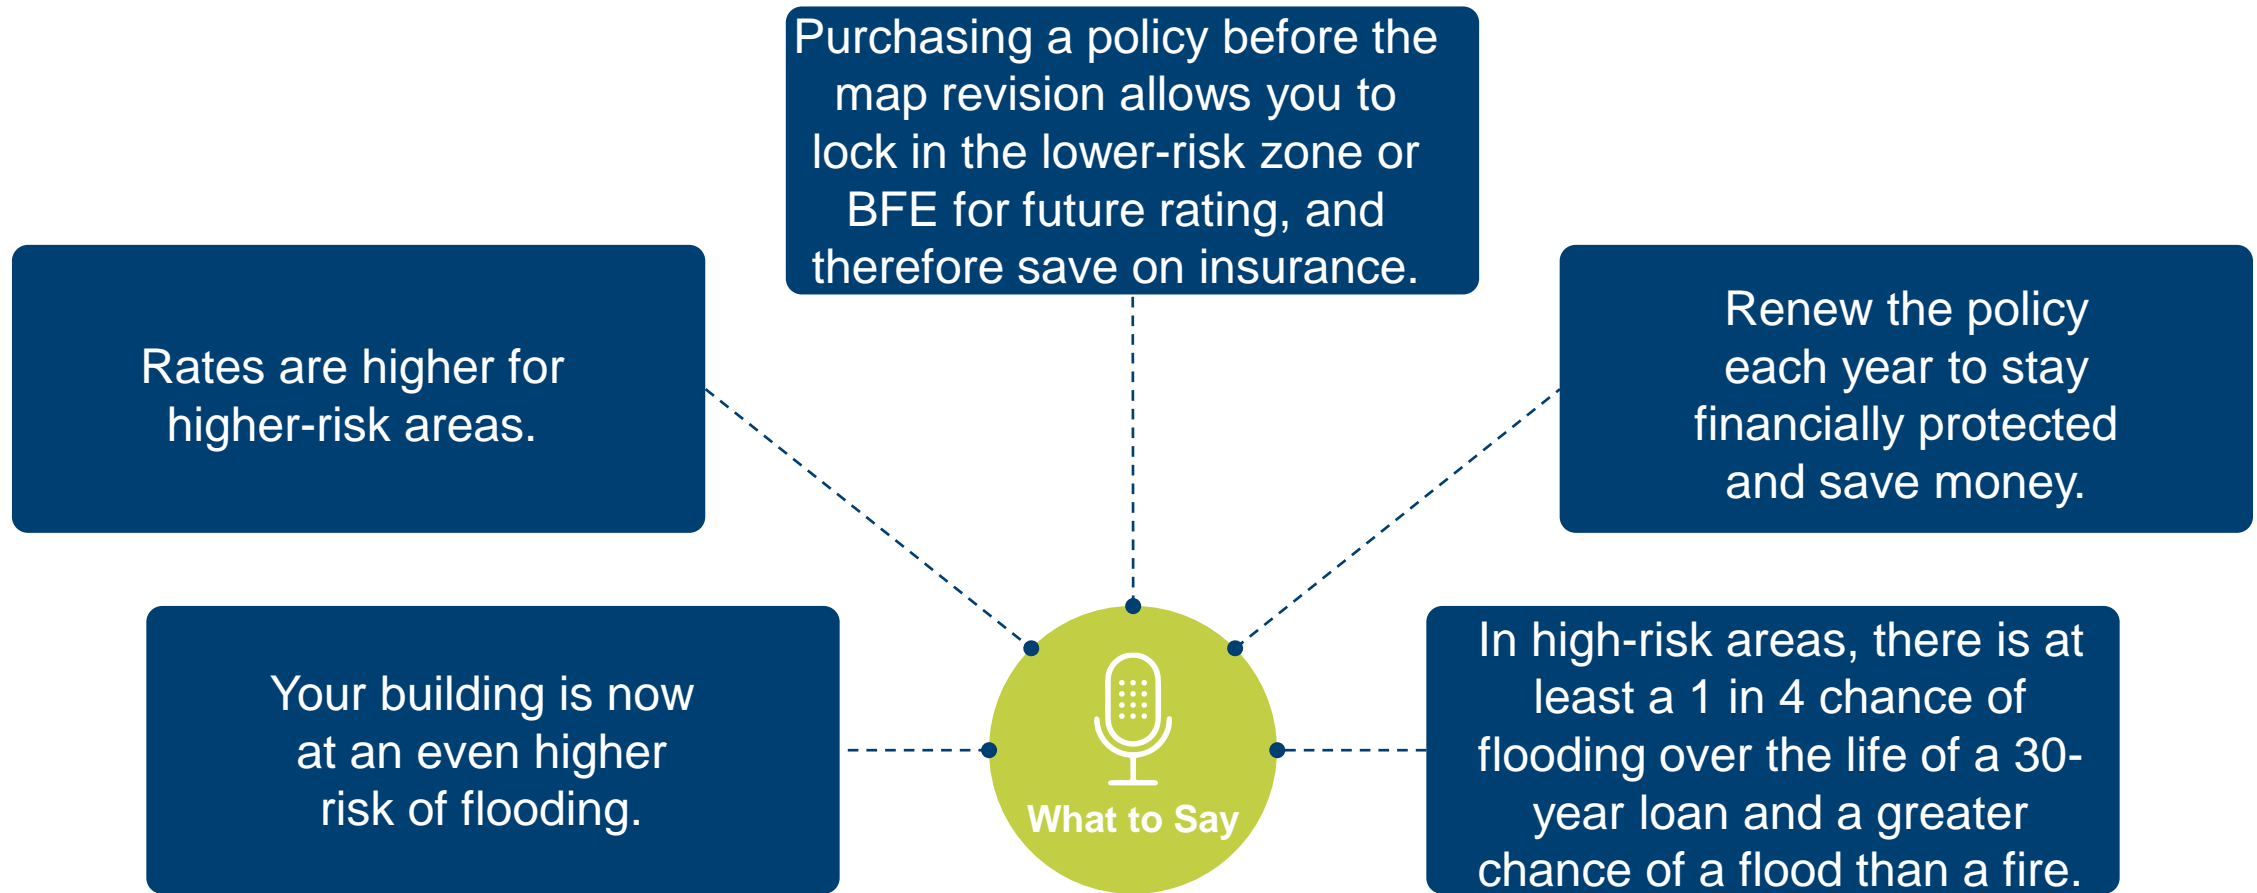 Purchasing a policy before the
map revision allows you to
lock in the lower-risk zone or
BFE for future rating, and
therefore save on insurance.
Rates are higher for
higher-risk areas.
Renew the policy
each year to stay
financially protected
and save money.
Your building is now
at an even higher
risk of flooding.
What to Say
In high-risk areas, there is at
least a 1 in 4 chance of
flooding over the life of a 30-
year loan and a greater
chance of a flood than a fire.